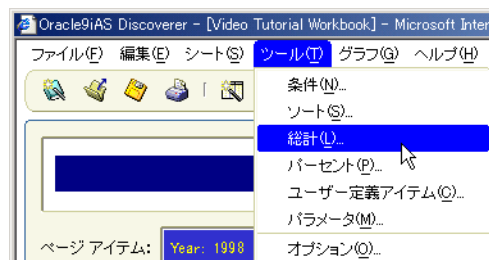 Oracle9iAS Discoverer - [Video Tutorial Workbook] - Microsoft Inter
ファイル(F) 編集(E) シート(S) ツール(T) グラフ(G) ヘルプ(H)
条件(N)...
ソート(S)...
総計(L)...
パーセント(P)...
ユーザー定義アイテム(C)...
パラメータ(M)...
オプション(O)...
ページ アイテム: Year: 1998